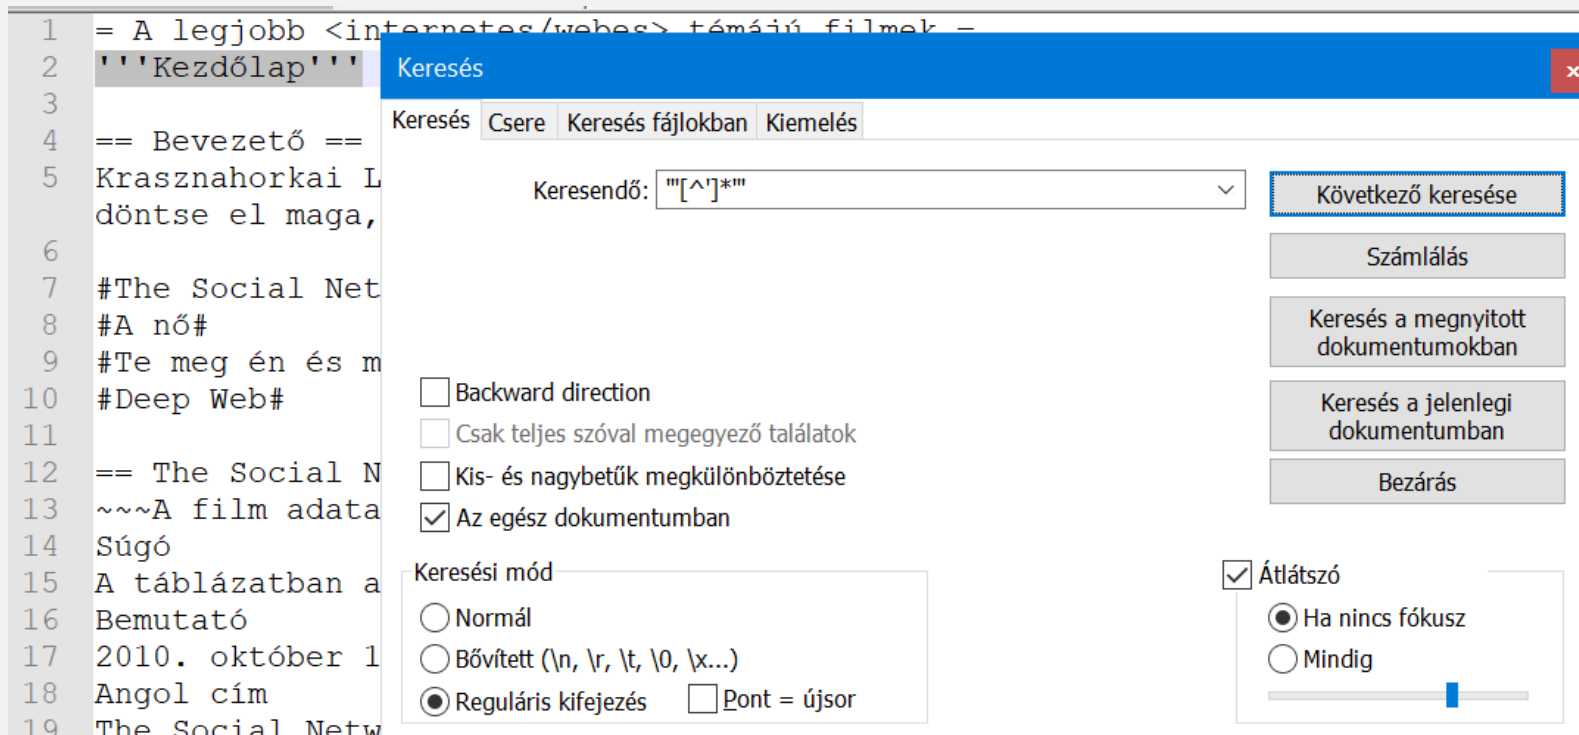 1 = A legjobb <internetes/webes> témájú filmek =
2 '''Kezdőlap'''
3
4 == Bevezető ==
5 Krasznahorkai L
döntse el maga,
6
7 #The Social Net
8 #A nő#
9 #Te meg én és m
10 #Deep Web#
11
12 == The Social N
13 ~~~A film adata
14 Súgó
15 A táblázatban a
16 Bemutató
17 2010. október 1
18 Angol cím
19 The Social Netw
Keresés
x
Keresés Csere Keresés fájlokban Kiemelés
Keresendő: '''[^']*'''
Következő keresése
Számlálás
Keresés a megnyitott
dokumentumokban
Keresés a jelenlegi
dokumentumban
Bezárás
Backward direction
Csak teljes szóval megegyező találatok
Kis- és nagybetűk megkülönböztetése
Az egész dokumentumban
Keresési mód
Normál
Bővített (\n, \r, \t, \0, \x...)
Reguláris kifejezés Pont = újsor
Átlátszó
Ha nincs fókusz
Mindig